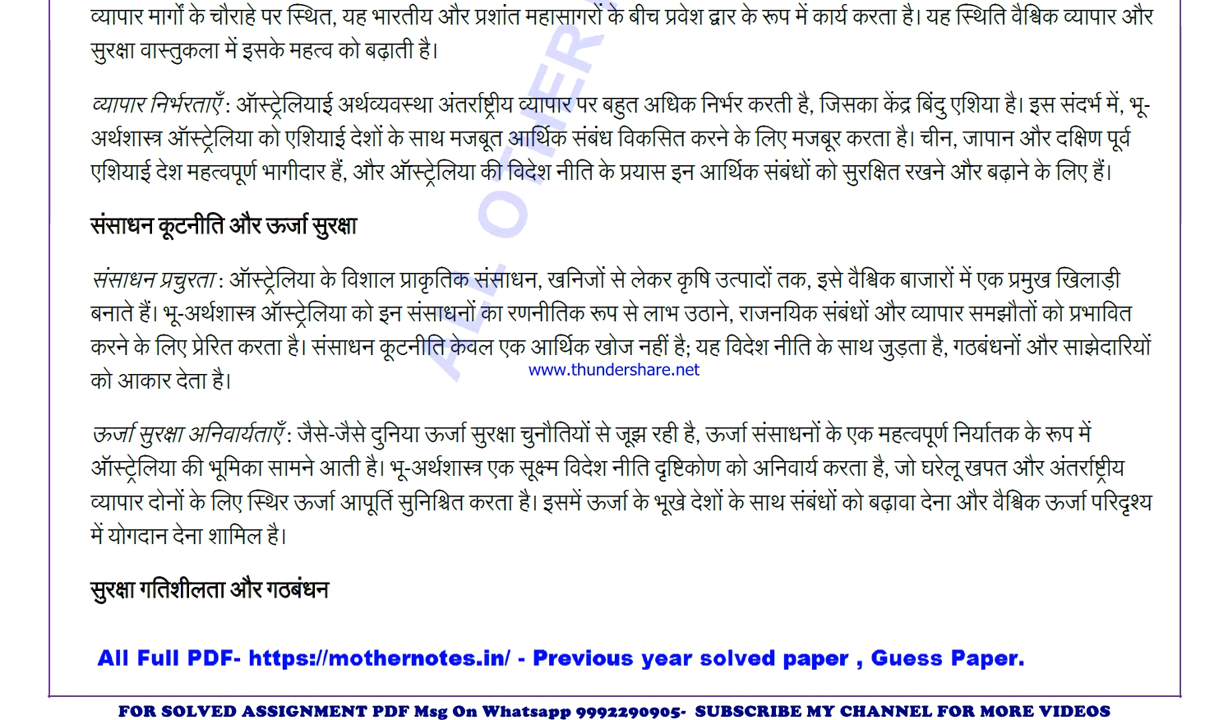 व्यापार मार्गों के चौराहे पर स्थित, यह भारतीय और प्रशांत महासागरों के बीच प्रवेश द्वार के रूप में कार्य करता है। यह स्थिति वैश्विक व्यापार और
सुरक्षा वास्तुकला में इसके महत्व को बढ़ाती है।
व्यापार निर्भरताएँ : ऑस्ट्रेलियाई अर्थव्यवस्था अंतर्राष्ट्रीय व्यापार पर बहुत अधिक निर्भर करती है, जिसका केंद्र बिंदु एशिया है। इस संदर्भ में, भू-
अर्थशास्त्र ऑस्ट्रेलिया को एशियाई देशों के साथ मजबूत आर्थिक संबंध विकसित करने के लिए मजबूर करता है। चीन, जापान और दक्षिण पूर्व
एशियाई देश महत्वपूर्ण भागीदार हैं, और ऑस्ट्रेलिया की विदेश नीति के प्रयास इन आर्थिक संबंधों को सुरक्षित रखने और बढ़ाने के लिए हैं।
संसाधन कूटनीति और ऊर्जा सुरक्षा
संसाधन प्रचुरता : ऑस्ट्रेलिया के विशाल प्राकृतिक संसाधन, खनिजों से लेकर कृषि उत्पादों तक, इसे वैश्विक बाजारों में एक प्रमुख खिलाड़ी
बनाते हैं। भू-अर्थशास्त्र ऑस्ट्रेलिया को इन संसाधनों का रणनीतिक रूप से लाभ उठाने, राजनयिक संबंधों और व्यापार समझौतों को प्रभावित
करने के लिए प्रेरित करता है। संसाधन कूटनीति केवल एक आर्थिक खोज नहीं है; यह विदेश नीति के साथ जुड़ता है, गठबंधनों और साझेदारियों
को आकार देता है।
www.thundershare.net
ऊर्जा सुरक्षा अनिवार्यताएँ : जैसे-जैसे दुनिया ऊर्जा सुरक्षा चुनौतियों से जूझ रही है, ऊर्जा संसाधनों के एक महत्वपूर्ण निर्यातक के रूप में
ऑस्ट्रेलिया की भूमिका सामने आती है। भू-अर्थशास्त्र एक सूक्ष्म विदेश नीति दृष्टिकोण को अनिवार्य करता है, जो घरेलू खपत और अंतर्राष्ट्रीय
व्यापार दोनों के लिए स्थिर ऊर्जा आपूर्ति सुनिश्चित करता है। इसमें ऊर्जा के भूखे देशों के साथ संबंधों को बढ़ावा देना और वैश्विक ऊर्जा परिदृश्य
में योगदान देना शामिल है।
सुरक्षा गतिशीलता और गठबंधन
ALL OTHER
All Full PDF- https://mothernotes.in/ - Previous year solved paper , Guess Paper.
FOR SOLVED ASSIGNMENT PDF Msg On Whatsapp 9992290905- SUBSCRIBE MY CHANNEL FOR MORE VIDEOS